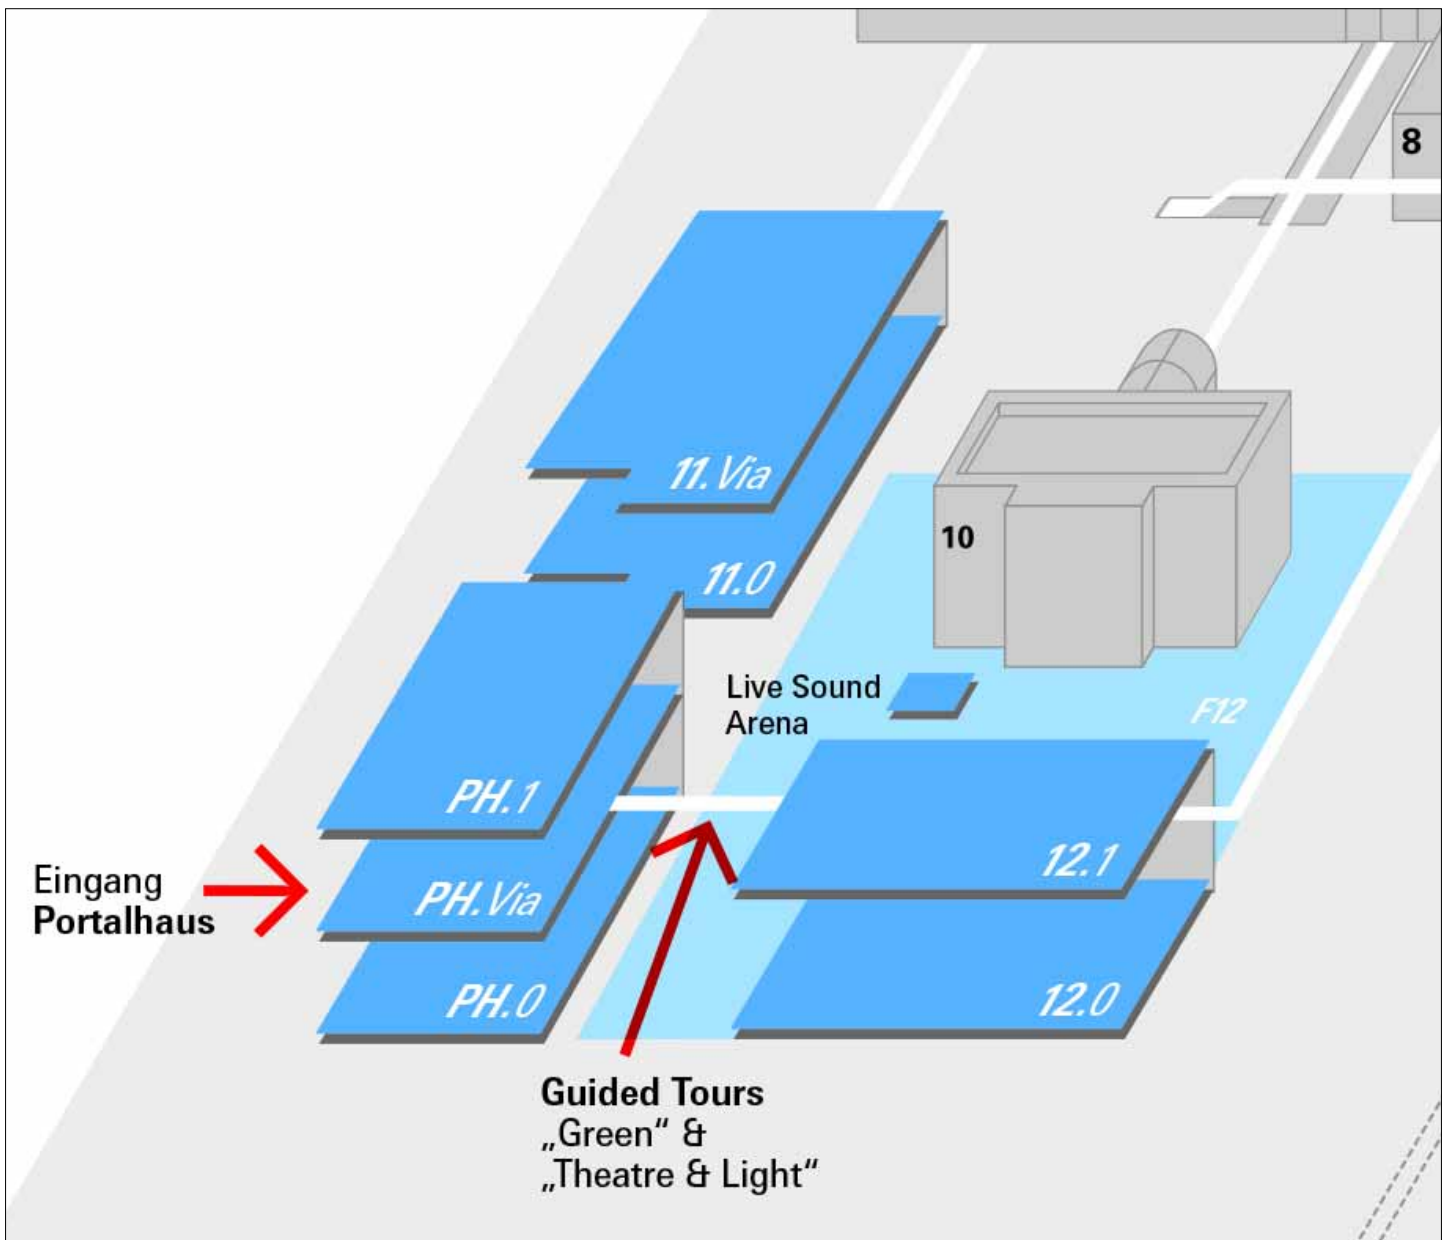 8
11.Via
10
11.0
Live Sound
Arena
F12
PH.1
12.1
Eingang
Portalhaus
PH.Via
PH.0
12.0
Guided Tours
„Green“ &
„Theatre & Light“